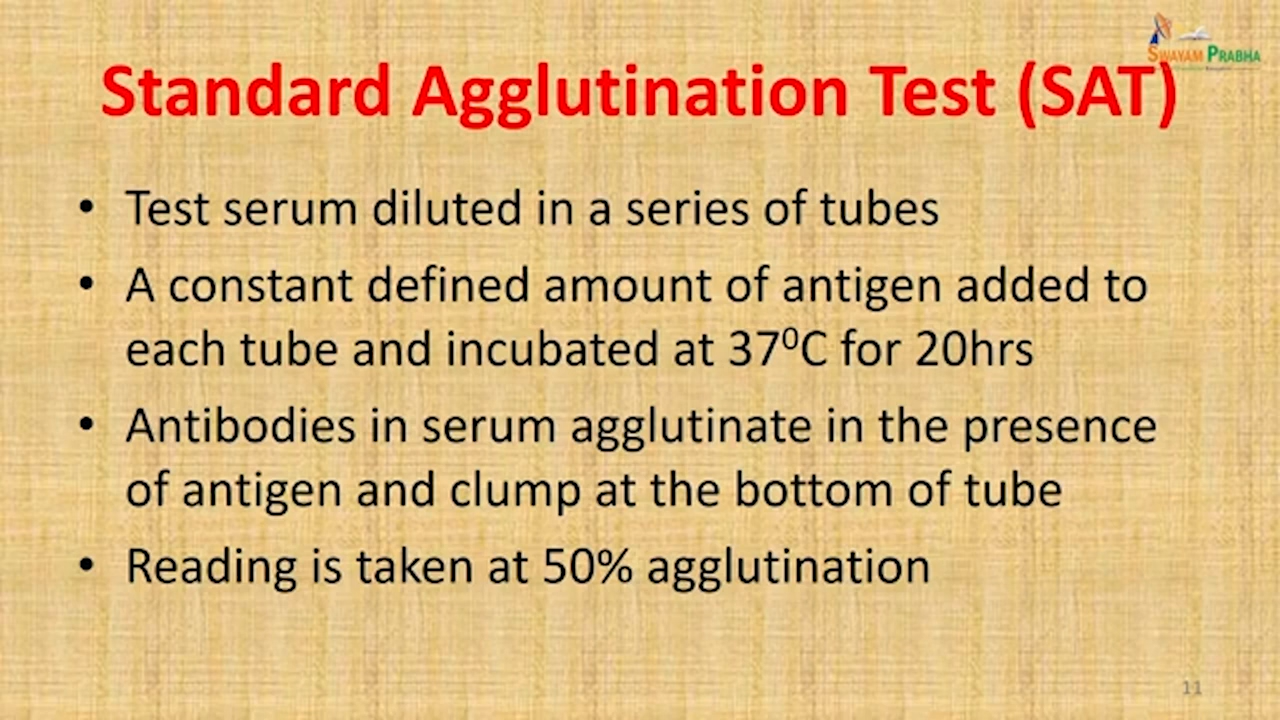 SWAYAM PRABHA
Standard Agglutination Test (SAT)
• Test serum diluted in a series of tubes
• A constant defined amount of antigen added to
each tube and incubated at 37⁰C for 20hrs
• Antibodies in serum agglutinate in the presence
of antigen and clump at the bottom of tube
• Reading is taken at 50% agglutination
11